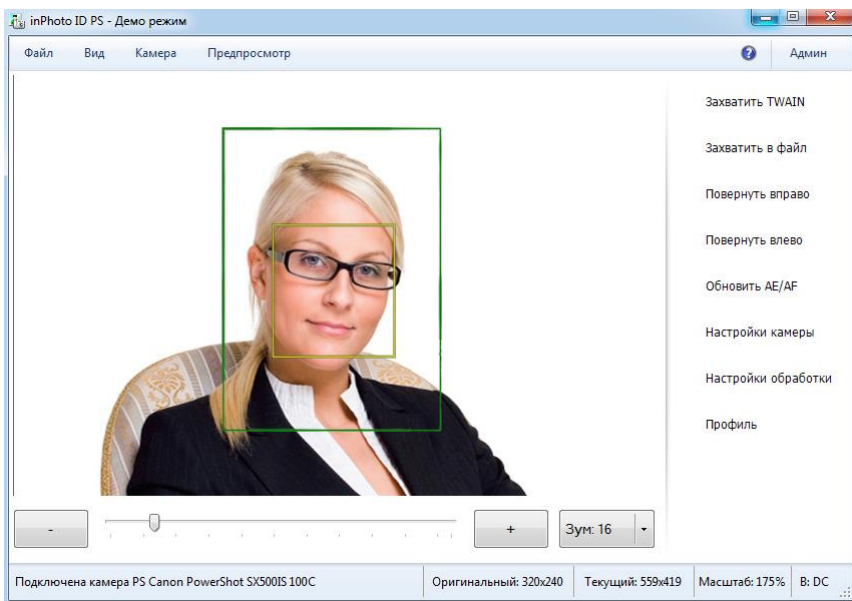 inPhoto ID PS - Демо режим
Файл Вид Камера Предпросмотр Админ
Захватить TWAIN
Захватить в файл
Повернуть вправо
Повернуть влево
Обновить AE/AF
Настройки камеры
Настройки обработки
Профиль
- + Зум: 16
Подключена камера PS Canon PowerShot SX500IS 100C Оригинальный: 320x240 Текущий: 559x419 Масштаб: 175% B: DC